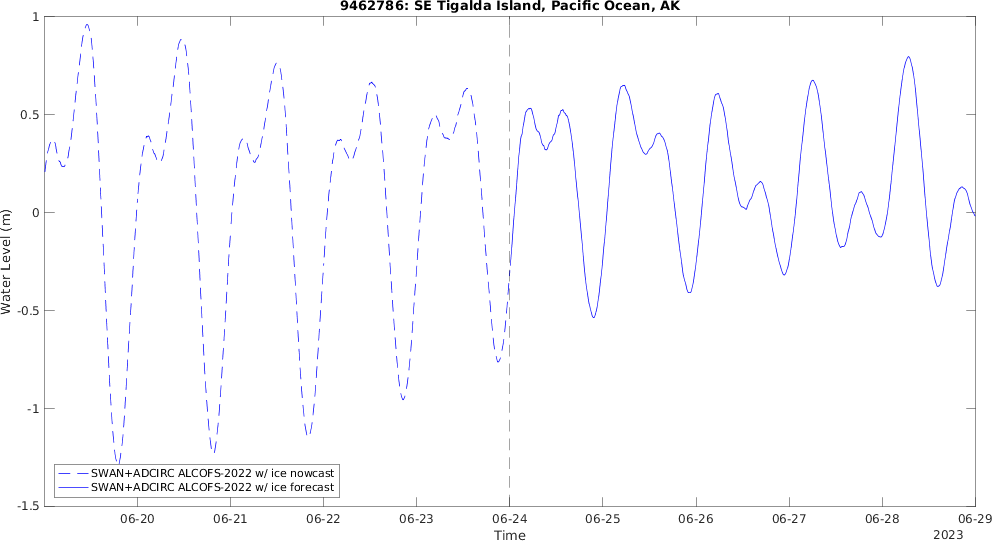 9462786: SE Tigalda Island, Pacific Ocean, AK
1
0.5
0
-0.5
-1
-1.5
Water Level (m)
SWAN+ADCIRC ALCOFS-2022 w/ ice nowcast
SWAN+ADCIRC ALCOFS-2022 w/ ice forecast
06-20 06-21 06-22 06-23 06-24 06-25 06-26 06-27 06-28 06-29
Time
2023